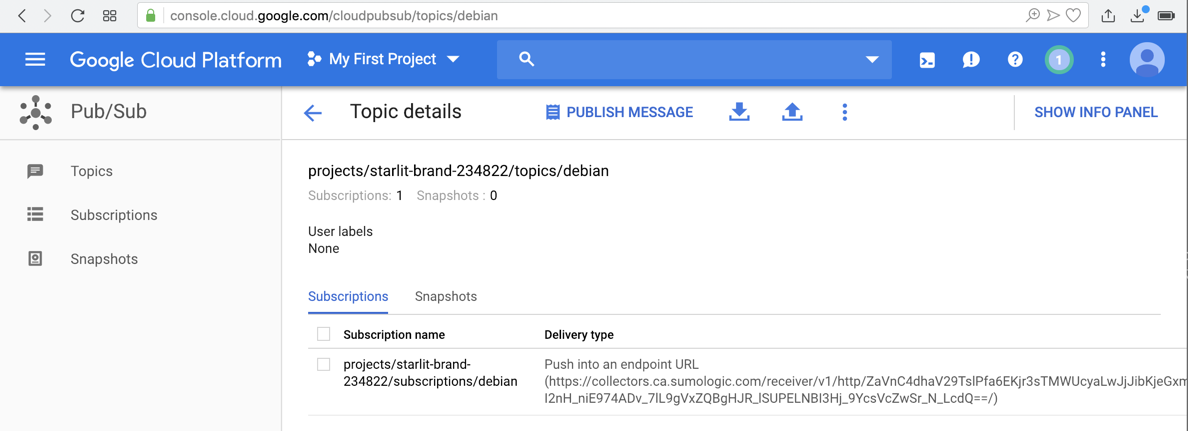 console.cloud.google.com/cloudpubsub/topics/debian
Google Cloud Platform
My First Project
1
Pub/Sub
Topic details
PUBLISH MESSAGE
SHOW INFO PANEL
Topics
Subscriptions
Snapshots
projects/starlit-brand-234822/topics/debian
Subscriptions: 1 Snapshots : 0
User labels
None
Subscriptions Snapshots
Subscription name Delivery type
projects/starlit-brand- Push into an endpoint URL
234822/subscriptions/debian (https://collectors.ca.sumologic.com/receiver/v1/http/ZaVnC4dhaV29TslPfa6EKjr3sTMWUcyaLwJjJibKjeGxm
I2nH_niE974ADv_7lL9gVxZQBgHJR_lSUPELNBI3Hj_9YcsVcZwSr_N_LcdQ==/)